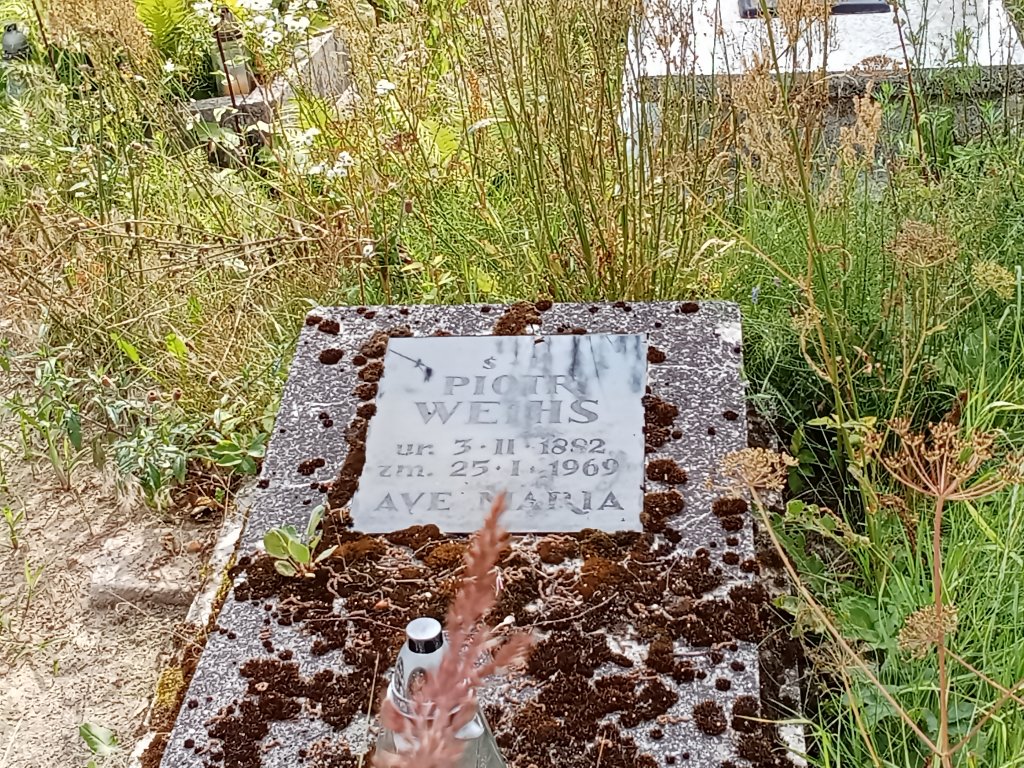 Ś
PIOTR
WEIHS
ur. 3·II·1882
zm. 25·I·1969
AVE MARIA